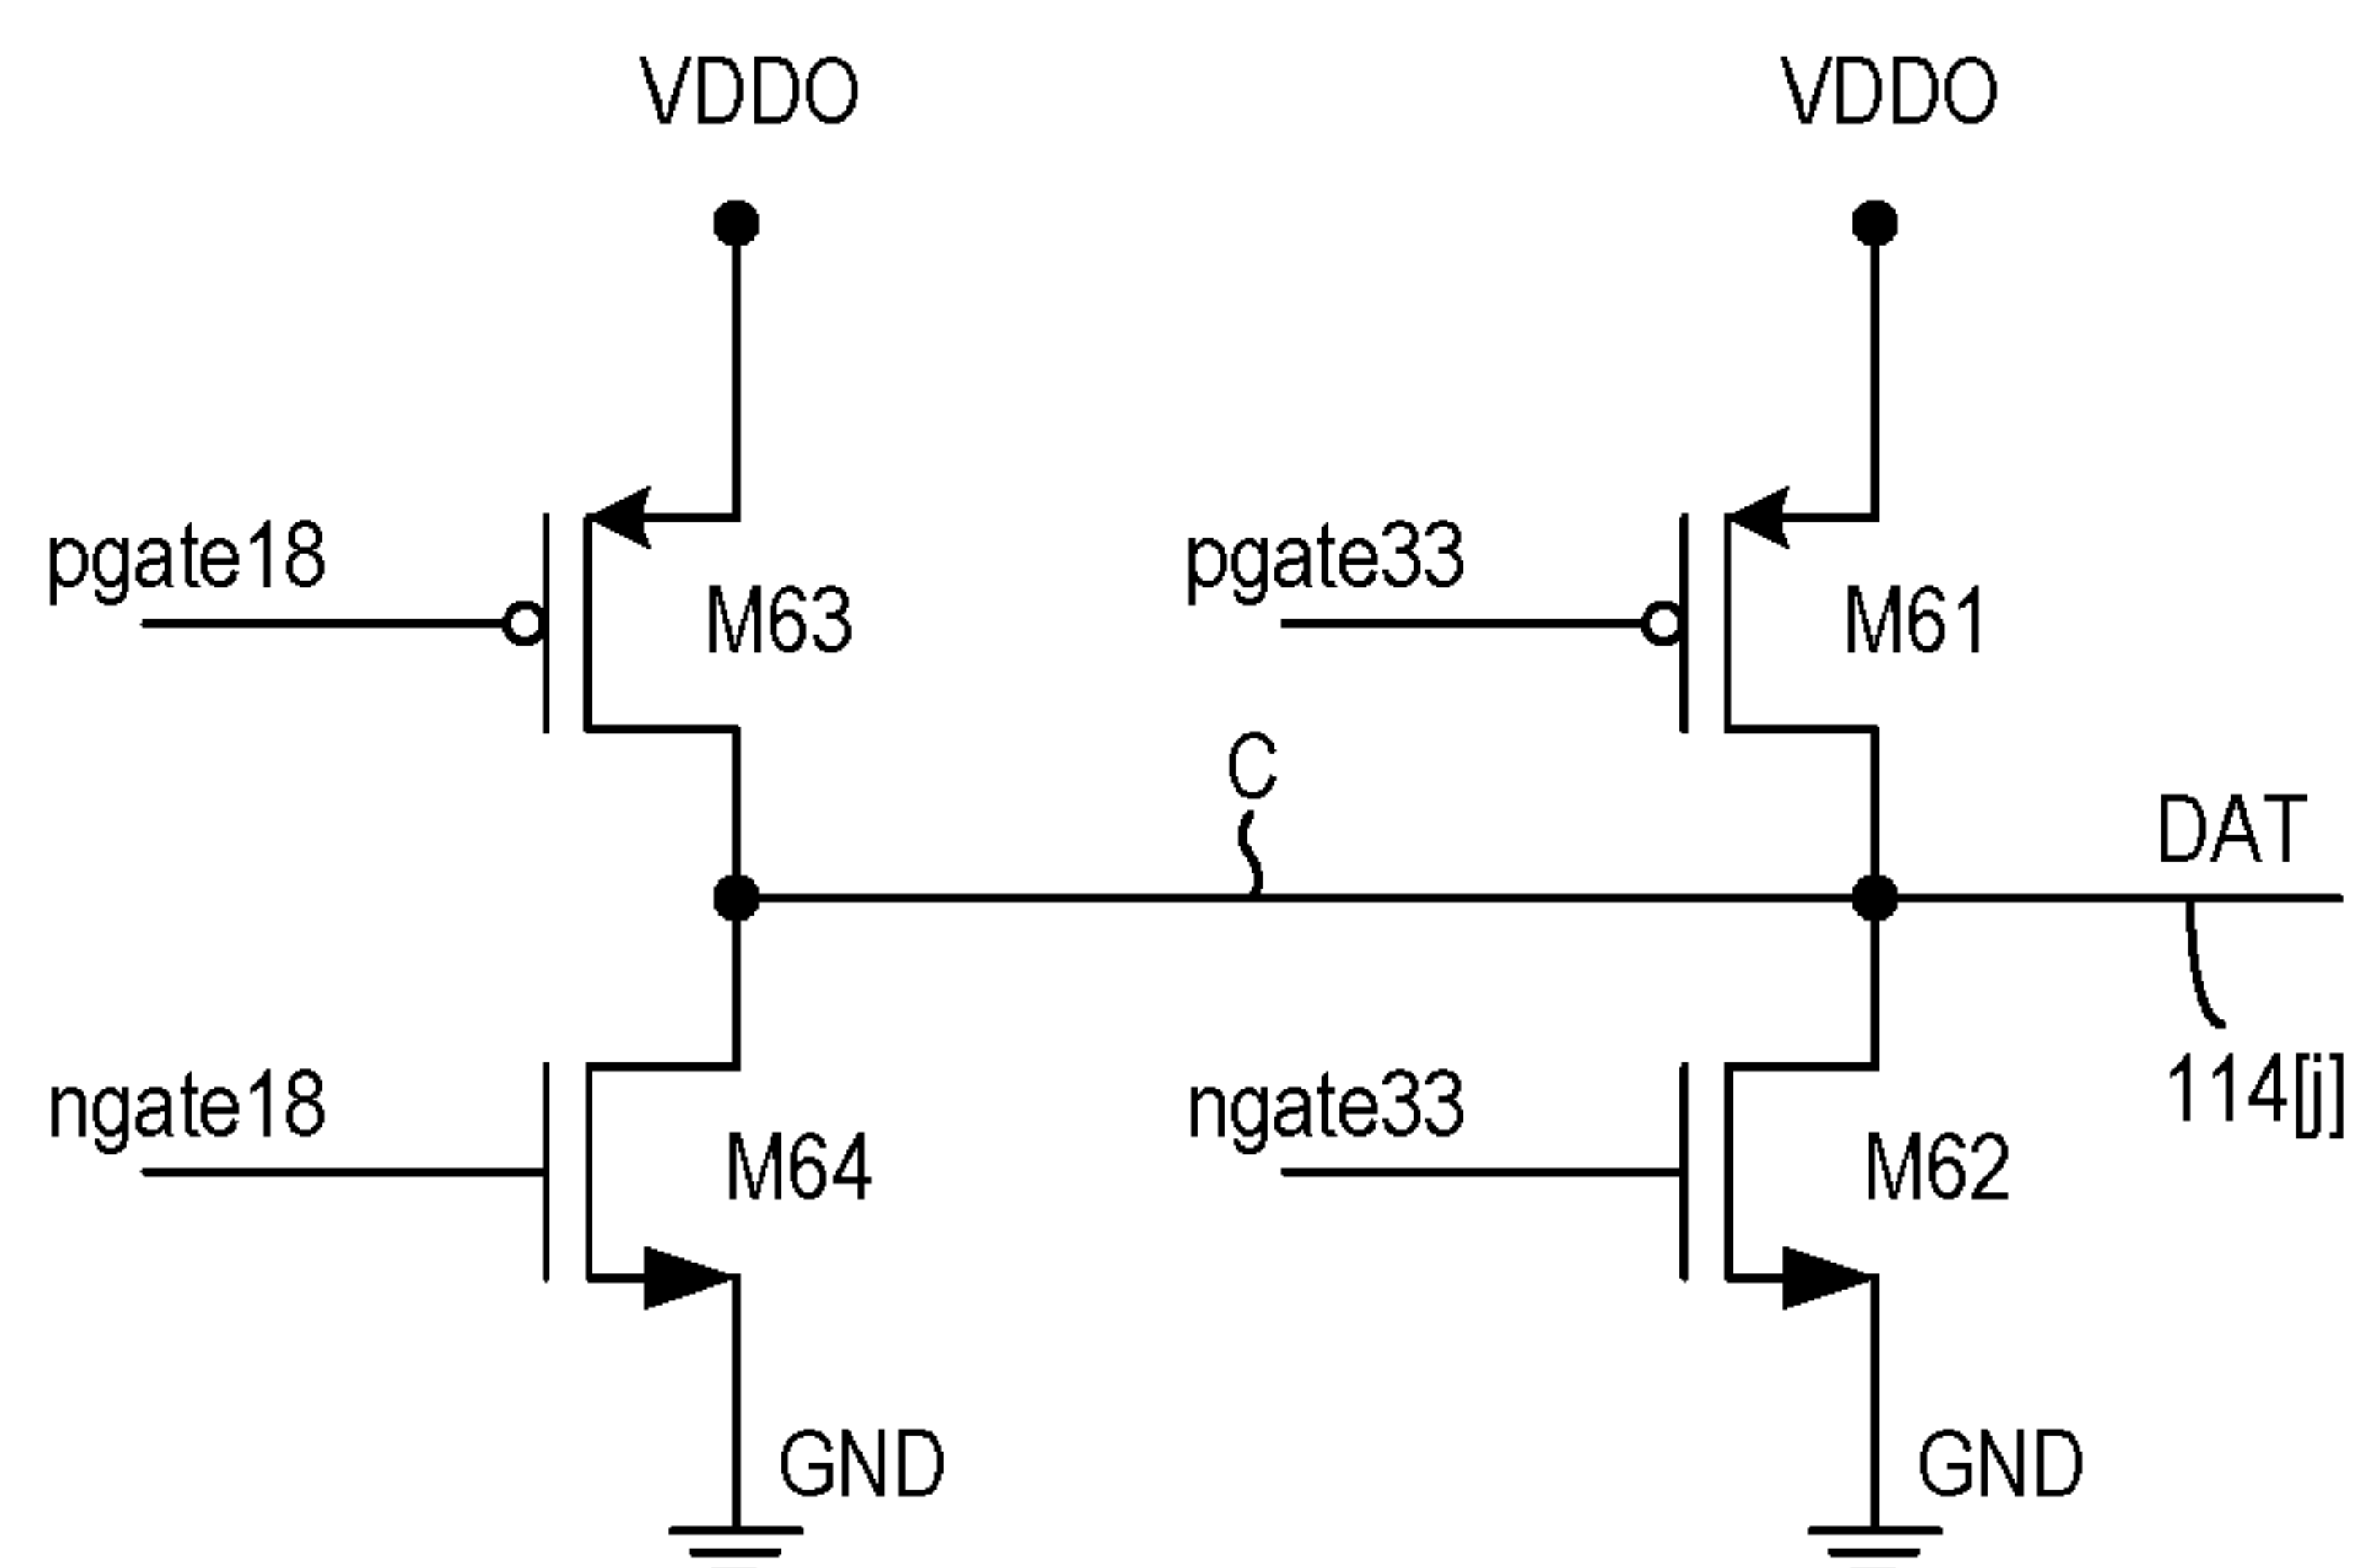 VDDO
VDDO
pgate18
M63
pgate33
M61
C
DAT
ngate18
M64
ngate33
M62
114[j]
GND
GND